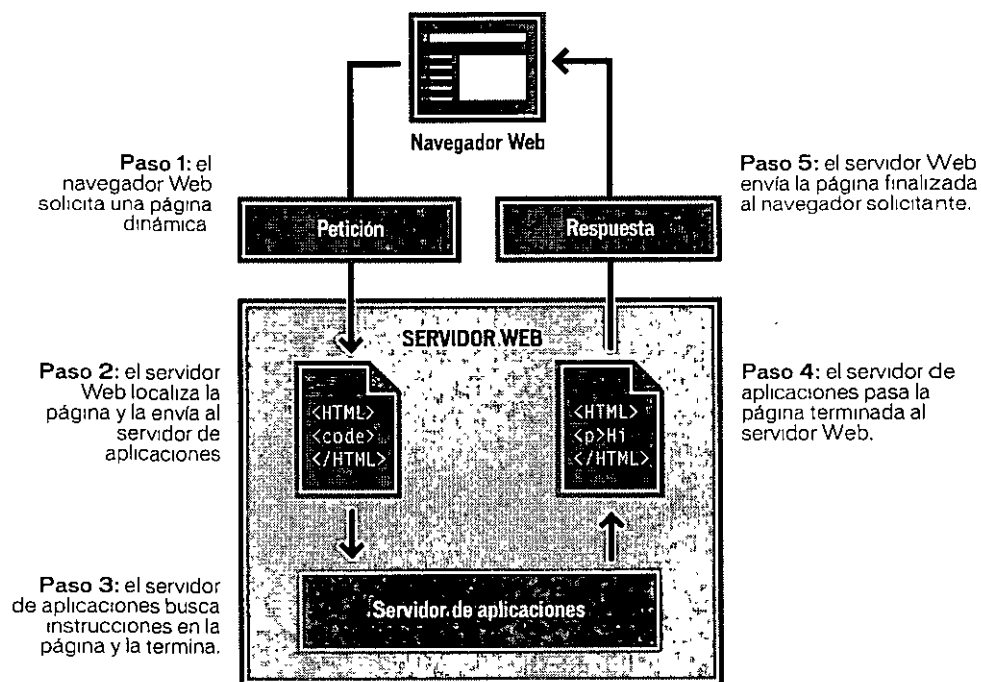 Navegador Web
Paso 1: el
navegador Web
solicita una página
dinámica
Paso 5: el servidor Web
envía la página finalizada
al navegador solicitante.
Petición
Respuesta
SERVIDOR WEB
Paso 2: el servidor
Web localiza la
página y la envía al
servidor de
aplicaciones
<HTML>
<code>
</HTML>
<HTML>
<p>Hi
</HTML>
Paso 4: el servidor de
aplicaciones pasa la
página terminada al
servidor Web.
Paso 3: el servidor
de aplicaciones busca
instrucciones en la
página y la termina.
Servidor de aplicaciones